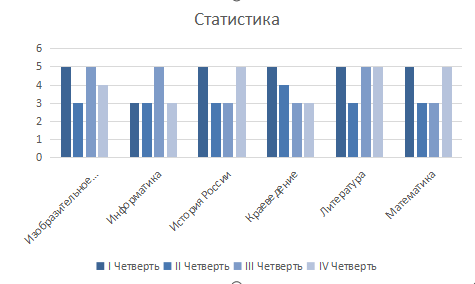 Статистика
6
5
4
3
2
1
0
Изобразительное...
Информатика
История России
Краеведение
Литература
Математика
I Четверть II Четверть III Четверть IV Четверть